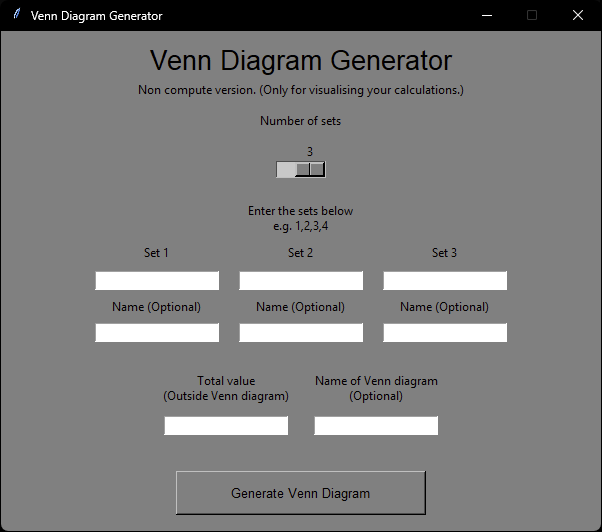 Venn Diagram Generator
Venn Diagram Generator
Non compute version. (Only for visualising your calculations.)
Number of sets
3
Enter the sets below
e.g. 1,2,3,4
Set 1 Set 2 Set 3
Name (Optional) Name (Optional) Name (Optional)
Total value Name of Venn diagram
(Outside Venn diagram) (Optional)
Generate Venn Diagram